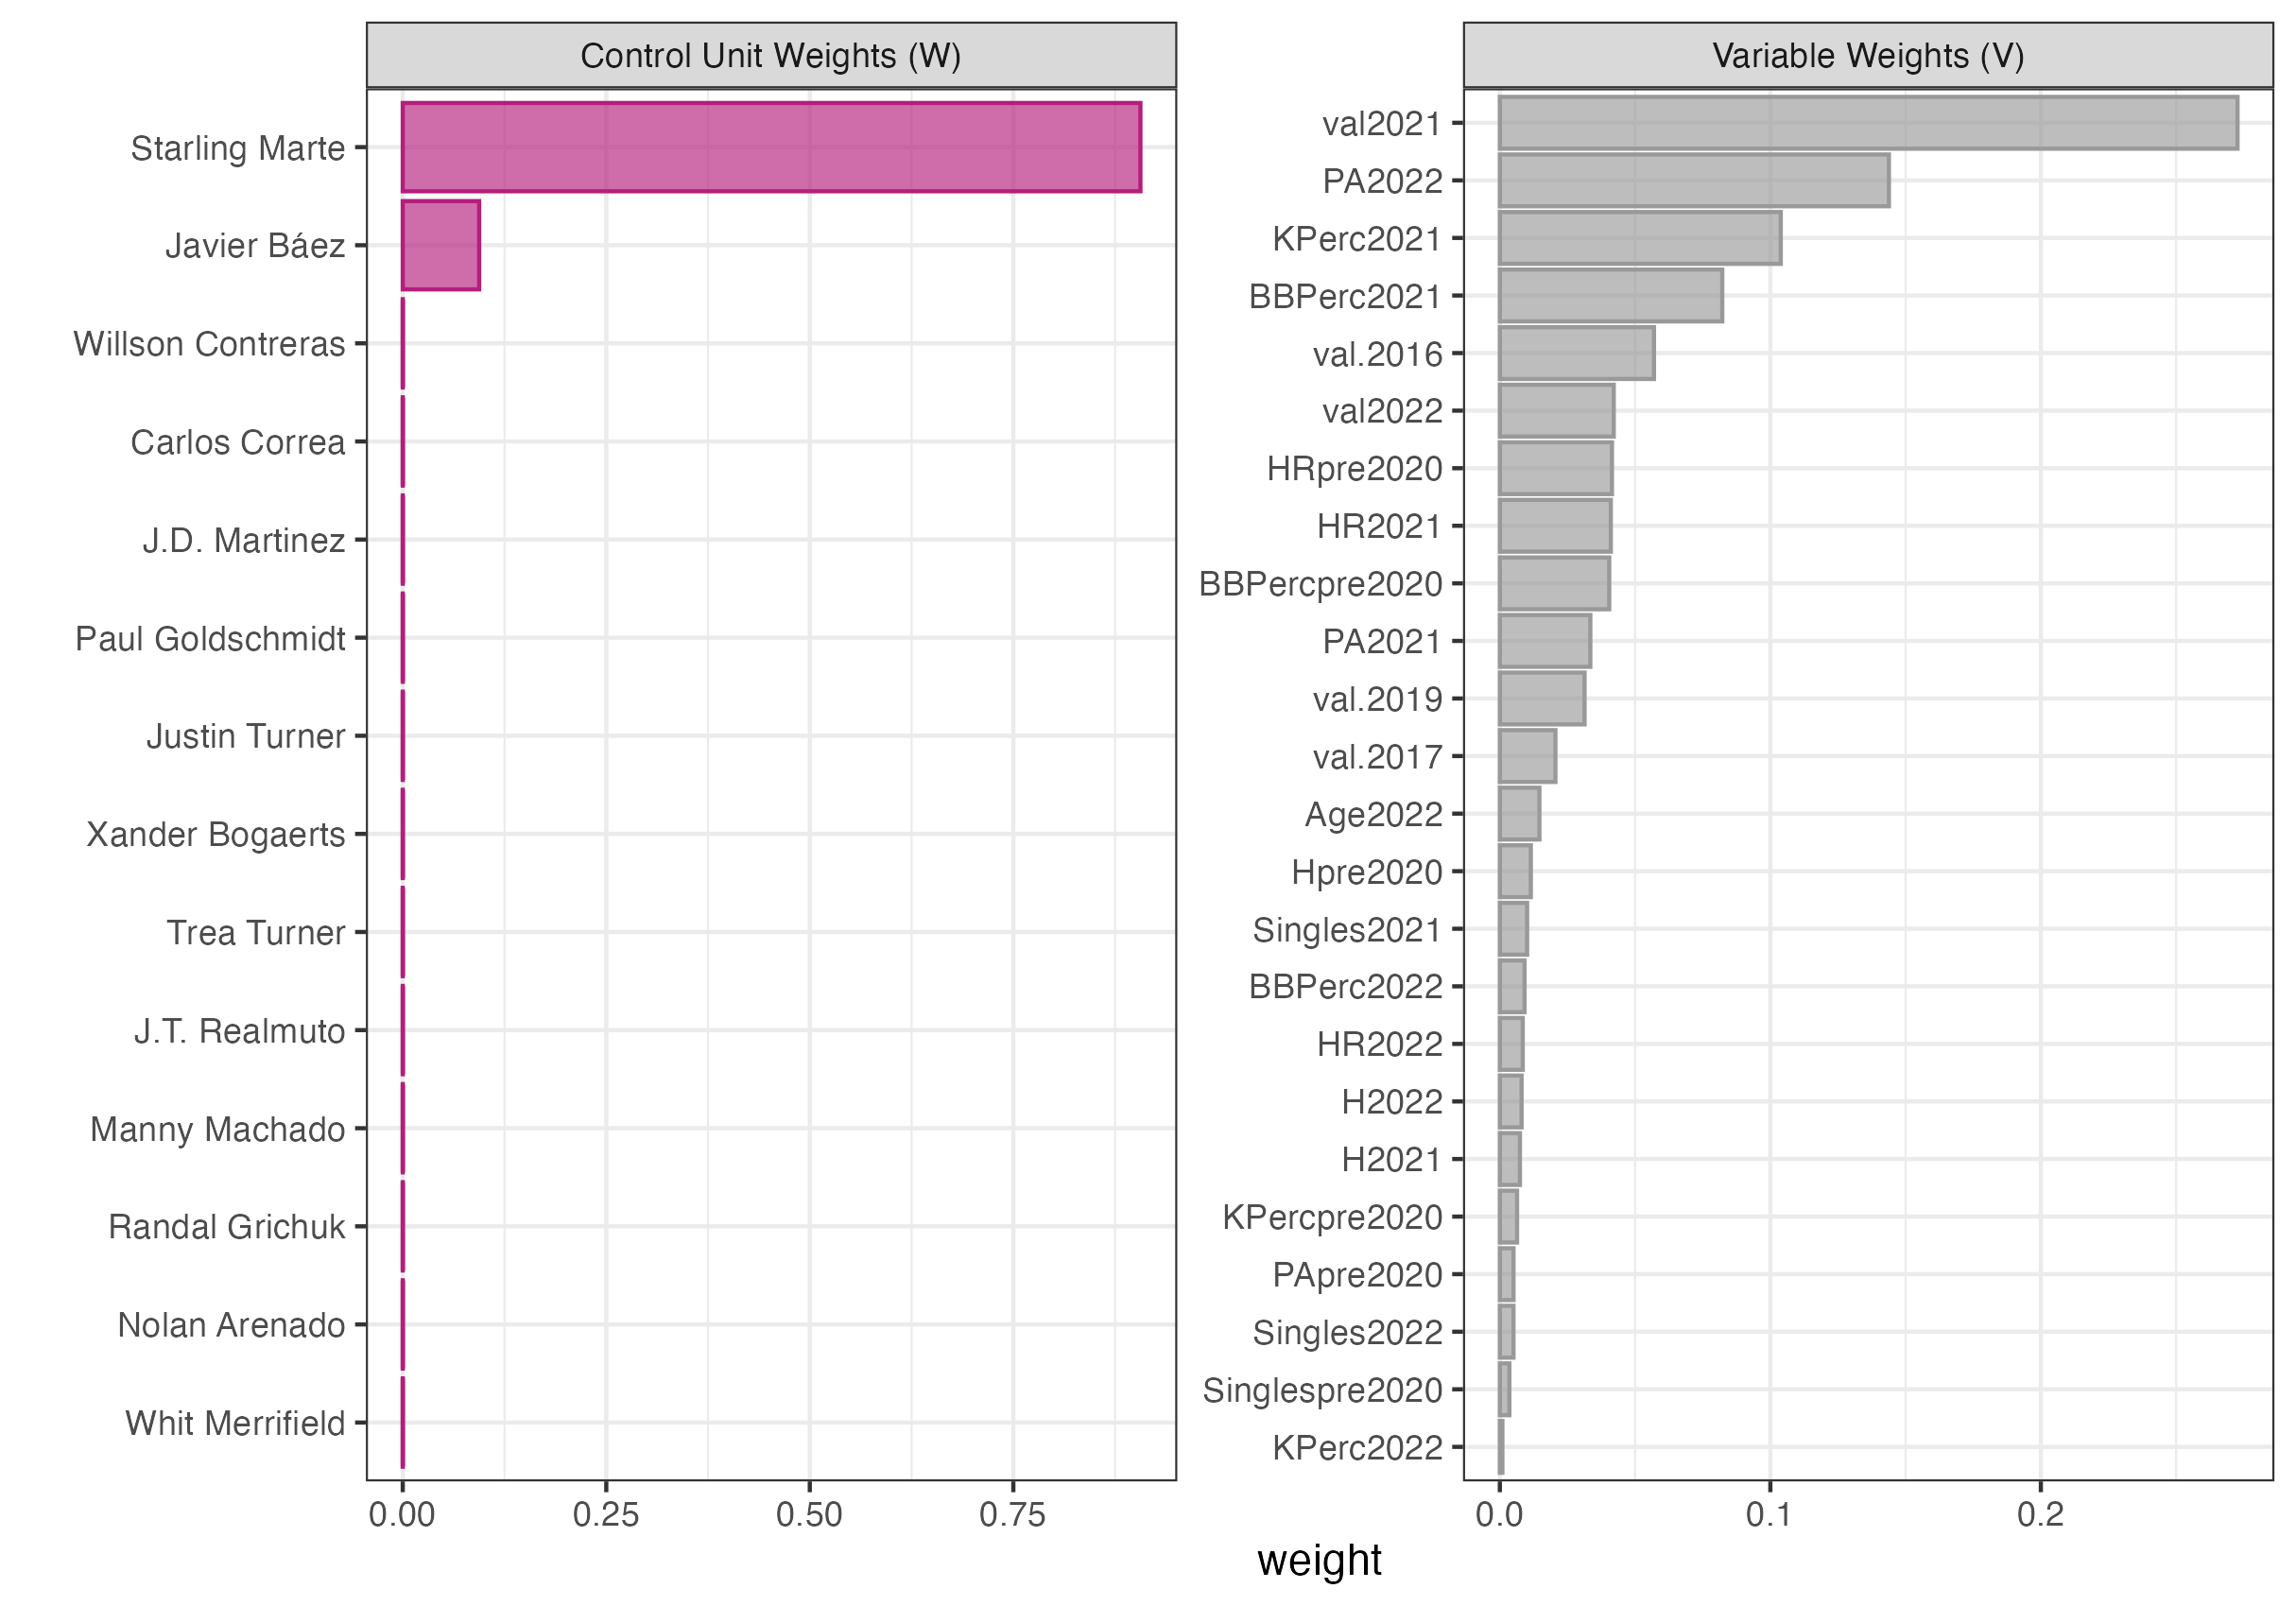 Control Unit Weights (W)
Starling Marte
Javier Báez
Willson Contreras
Carlos Correa
J.D. Martinez
Paul Goldschmidt
Justin Turner
Xander Bogaerts
Trea Turner
J.T. Realmuto
Manny Machado
Randal Grichuk
Nolan Arenado
Whit Merrifield
0.00 0.25 0.50 0.75
Variable Weights (V)
val2021
PA2022
KPerc2021
BBPerc2021
val.2016
val2022
HRpre2020
HR2021
BBPercpre2020
PA2021
val.2019
val.2017
Age2022
Hpre2020
Singles2021
BBPerc2022
HR2022
H2022
H2021
KPercpre2020
PApre2020
Singles2022
Singlespre2020
KPerc2022
0.0 0.1 0.2
weight